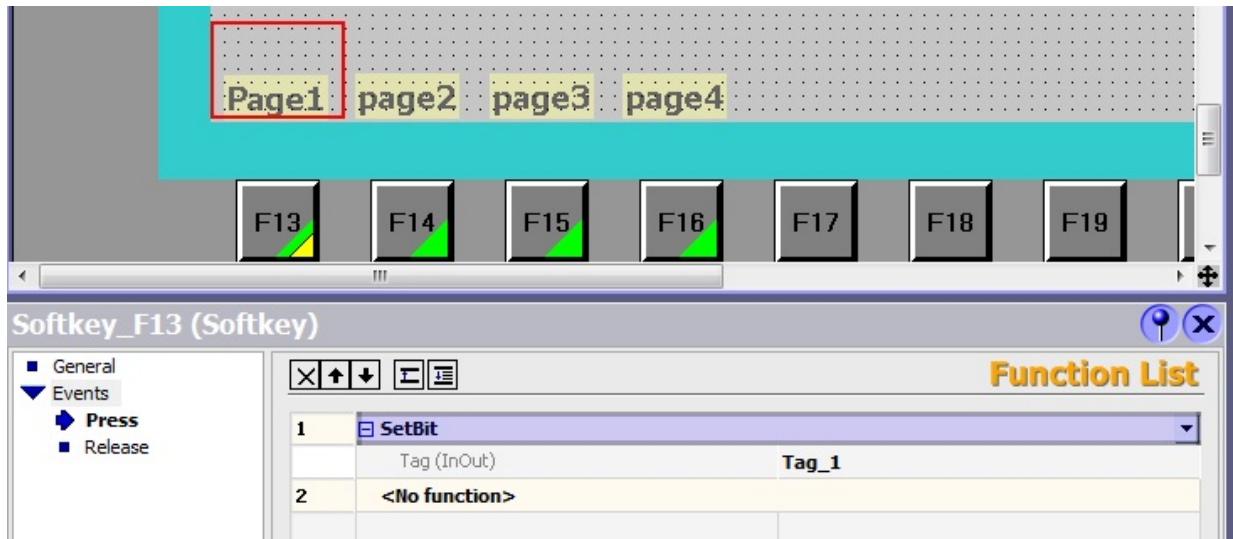 Page1 page2 page3 page4
F13 F14 F15 F16 F17 F18 F19
Softkey_F13 (Softkey)
General
Events
Press
Release
Function List
1 SetBit
Tag (InOut) Tag_1
2 <No function>